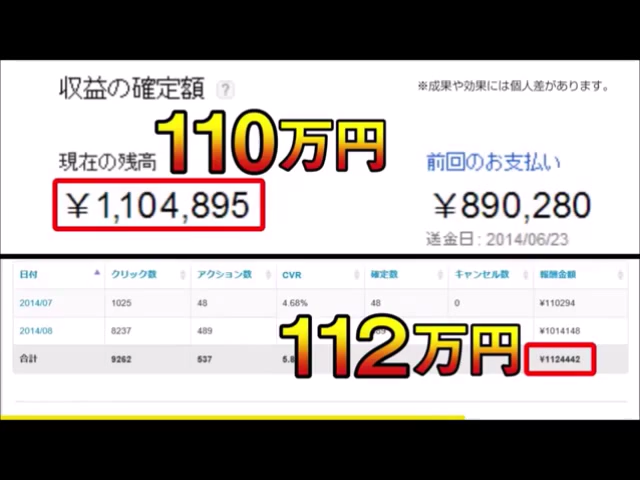 収益の確定額 ?
※成果や効果には個人差があります。
110万円
現在の残高
¥1,104,895
前回のお支払い
¥890,280
送金日: 2014/06/23
日付 クリック数 アクション数 CVR 確定数 キャンセル数 報酬金額
2014/07 1025 48 4.68% 48 0 ¥110294
2014/08 8237 489 ¥1014148
合計 9262 537 5.8 ¥1124442
112万円